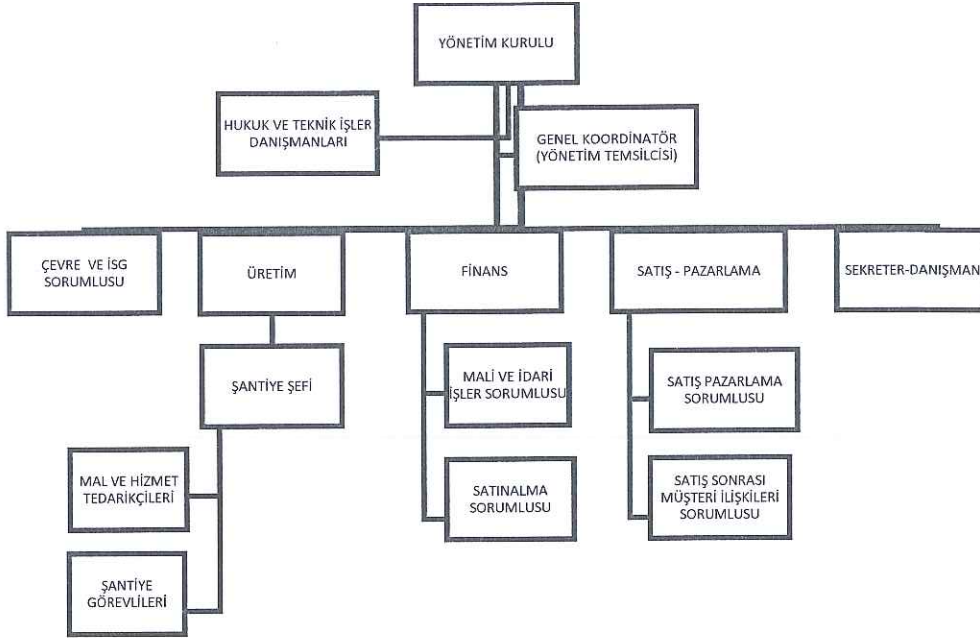 YÖNETİM KURULU
HUKUK VE TEKNİK İŞLER
DANIŞMANLARI
GENEL KOORDİNATÖR
(YÖNETİM TEMSİLCİSİ)
ÇEVRE VE İSG
SORUMLUSU
ÜRETİM
FİNANS
SATIŞ - PAZARLAMA
SEKRETER-DANIŞMAN
ŞANTİYE ŞEFİ
MALİ VE İDARİ
İŞLER SORUMLUSU
SATIŞ PAZARLAMA
SORUMLUSU
MAL VE HİZMET
TEDARİKÇİLERİ
SATINALMA
SORUMLUSU
SATIŞ SONRASI
MÜŞTERİ İLİŞKİLERİ
SORUMLUSU
ŞANTİYE
GÖREVLİLERİ